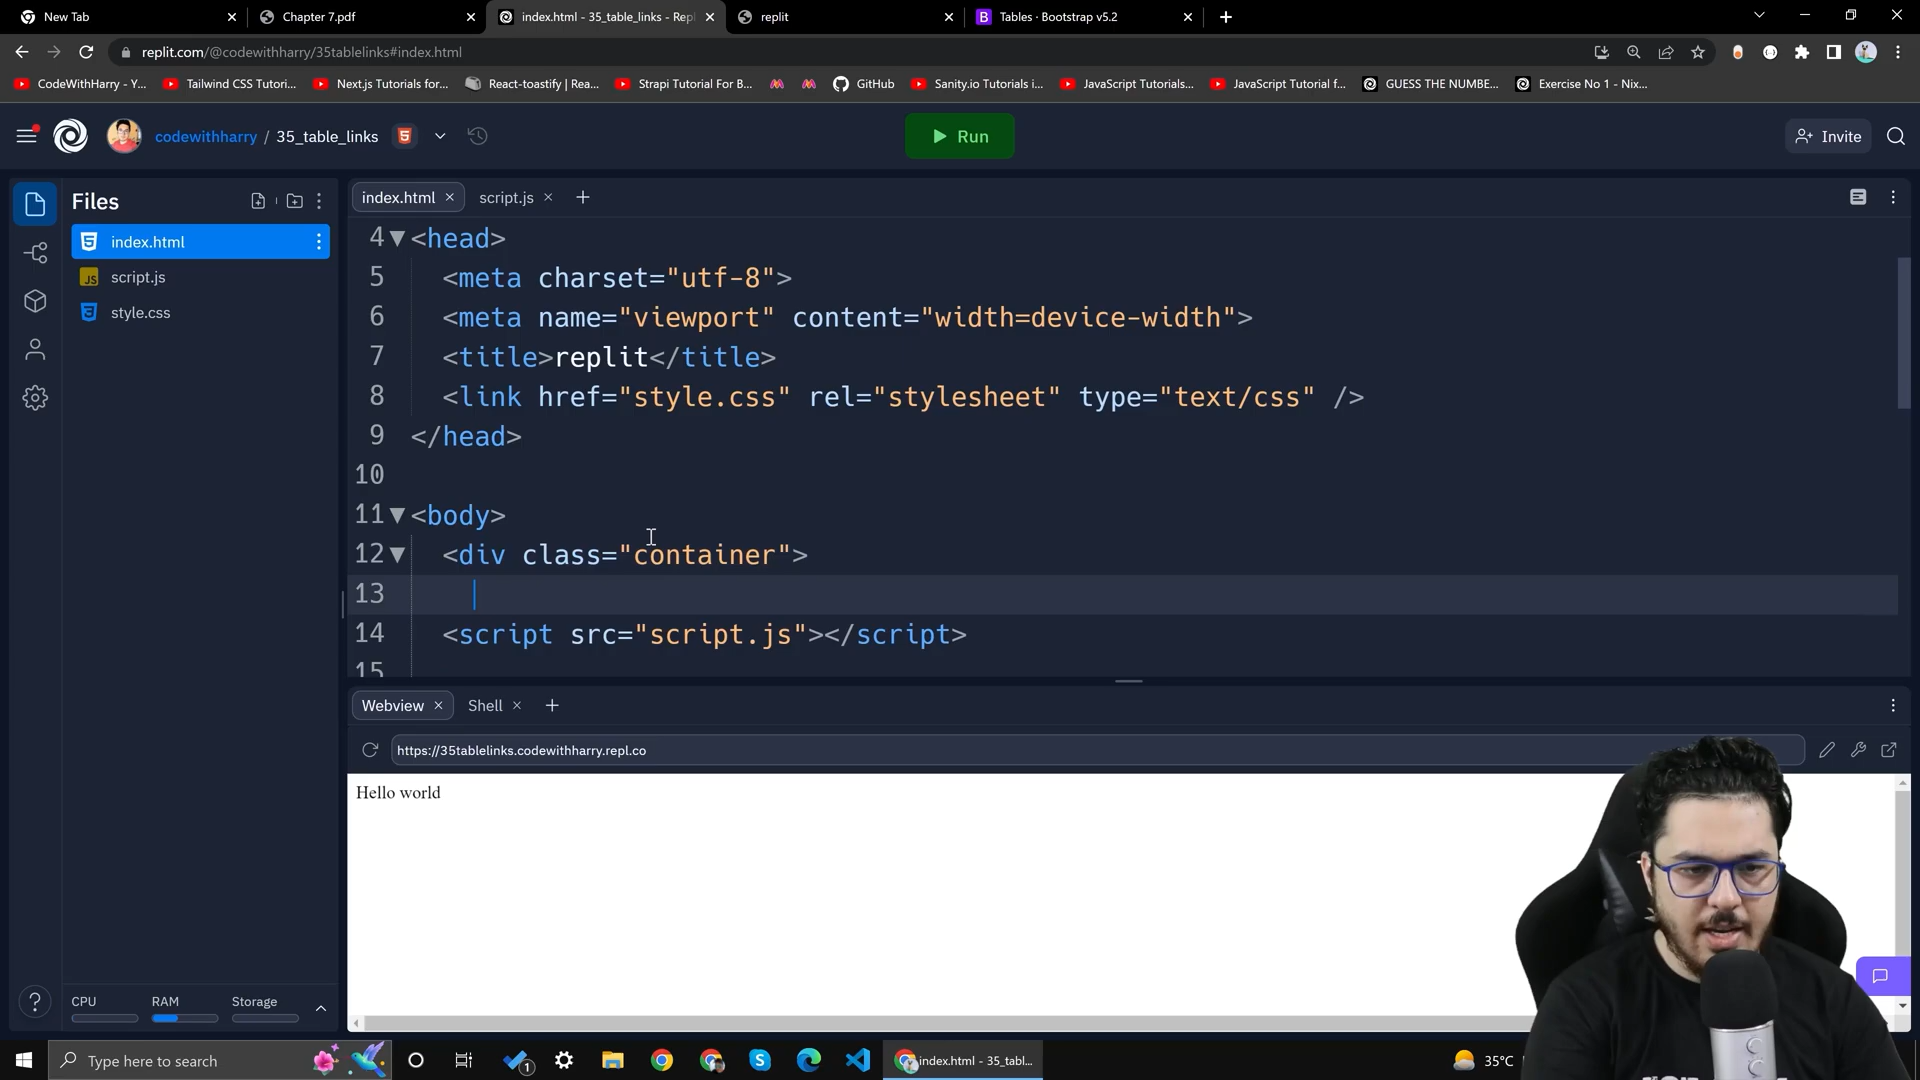 New Tab
Chapter 7.pdf
index.html - 35_table_links - Repl
replit
Tables · Bootstrap v5.2
replit.com/@codewithharry/35tablelinks#index.html
CodeWithHarry - Y...
Tailwind CSS Tutori...
Next.js Tutorials for...
React-toastify | Rea...
Strapi Tutorial For B...
GitHub
Sanity.io Tutorials i...
JavaScript Tutorials...
JavaScript Tutorial f...
GUESS THE NUMBE...
Exercise No 1 - Nix...
codewithharry / 35_table_links
Run
Invite
Files
index.html
script.js
style.css
index.html
script.js
4 <head>
5 <meta charset="utf-8">
6 <meta name="viewport" content="width=device-width">
7 <title>replit</title>
8 <link href="style.css" rel="stylesheet" type="text/css" />
9 </head>
10
11 <body>
12 <div class="container">
13
14 <script src="script.js"></script>
15
Webview
Shell
https://35tablelinks.codewithharry.repl.co
Hello world
CPU
RAM
Storage
Type here to search
1
index.html - 35_tabl...
35°C